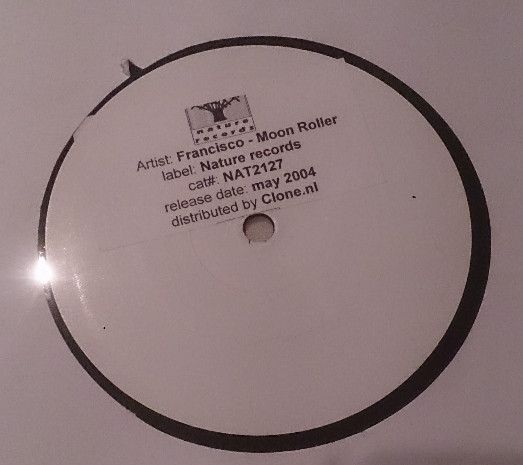 nature
records
Artist: Francisco - Moon Roller
label: Nature records
cat#: NAT2127
release date: may 2004
distributed by Clone.nl